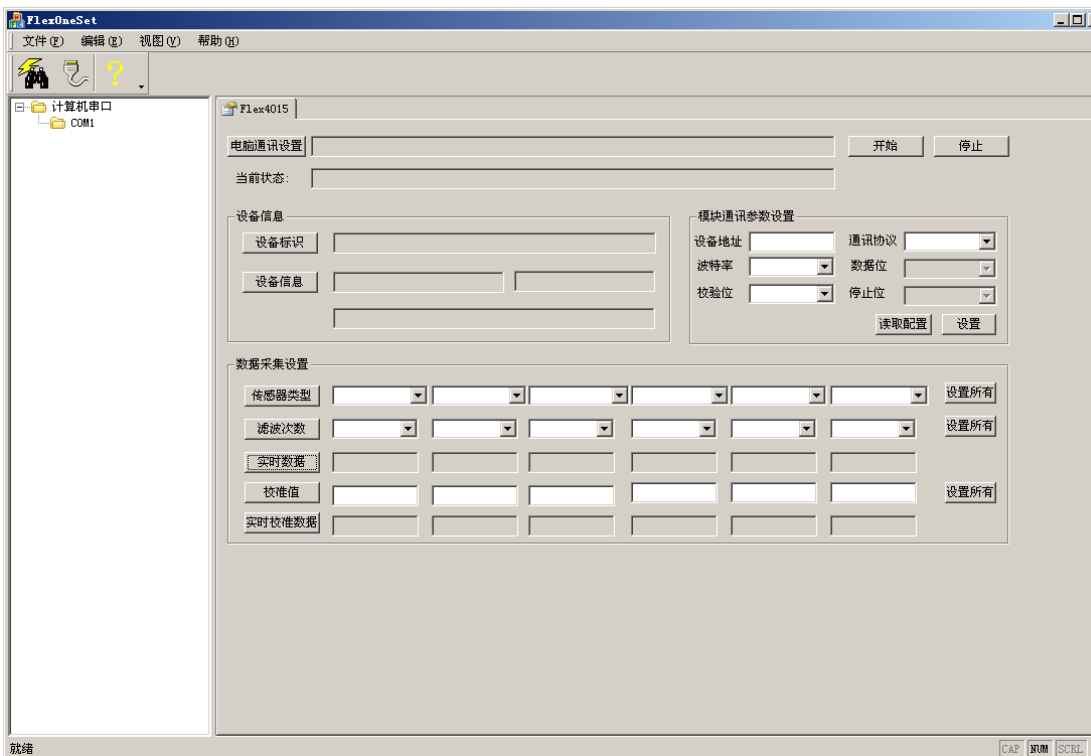 FlexOneSet
文件(F) 编辑(E) 视图(V) 帮助(H)
计算机串口
COM1
Flex4015
电脑通讯设置 开始 停止
当前状态:
设备信息 模块通讯参数设置
设备标识 设备地址 通讯协议
波特率 数据位
设备信息
校验位 停止位
读取配置 设置
数据采集设置
传感器类型 设置所有
滤波次数 设置所有
实时数据
校准值 设置所有
实时校准数据
就绪 CAP NUM SCRL